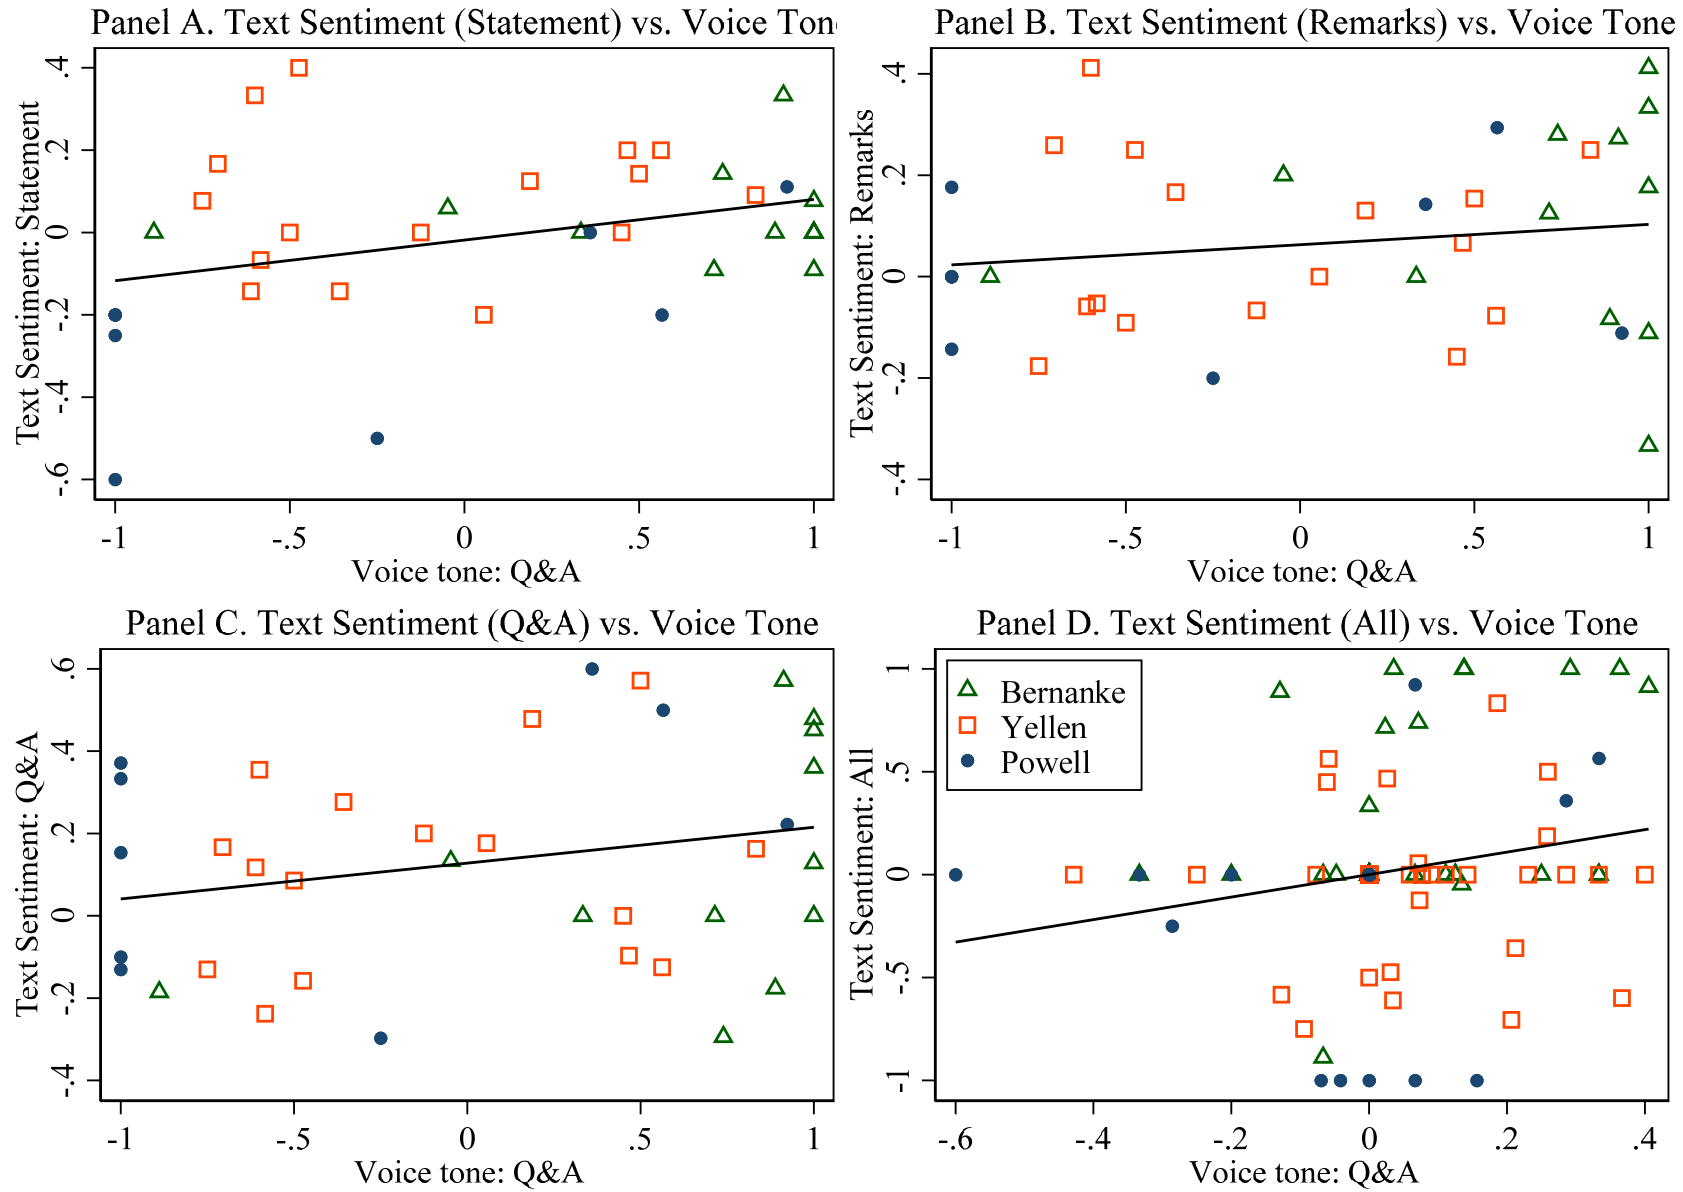 Panel A. Text Sentiment (Statement) vs. Voice Ton
Text Sentiment: Statement
.4
.2
0
-.2
-.4
-.6
-1 -.5 0 .5 1
Voice tone: Q&A
Panel B. Text Sentiment (Remarks) vs. Voice Tone
Text Sentiment: Remarks
.4
.2
0
-.2
-.4
-1 -.5 0 .5 1
Voice tone: Q&A
Panel C. Text Sentiment (Q&A) vs. Voice Tone
Text Sentiment: Q&A
.6
.4
.2
0
-.2
-.4
-1 -.5 0 .5 1
Voice tone: Q&A
Panel D. Text Sentiment (All) vs. Voice Tone
Text Sentiment: All
1
.5
0
-.5
-1
Bernanke
Yellen
Powell
-.6 -.4 -.2 0 .2 .4
Voice tone: Q&A